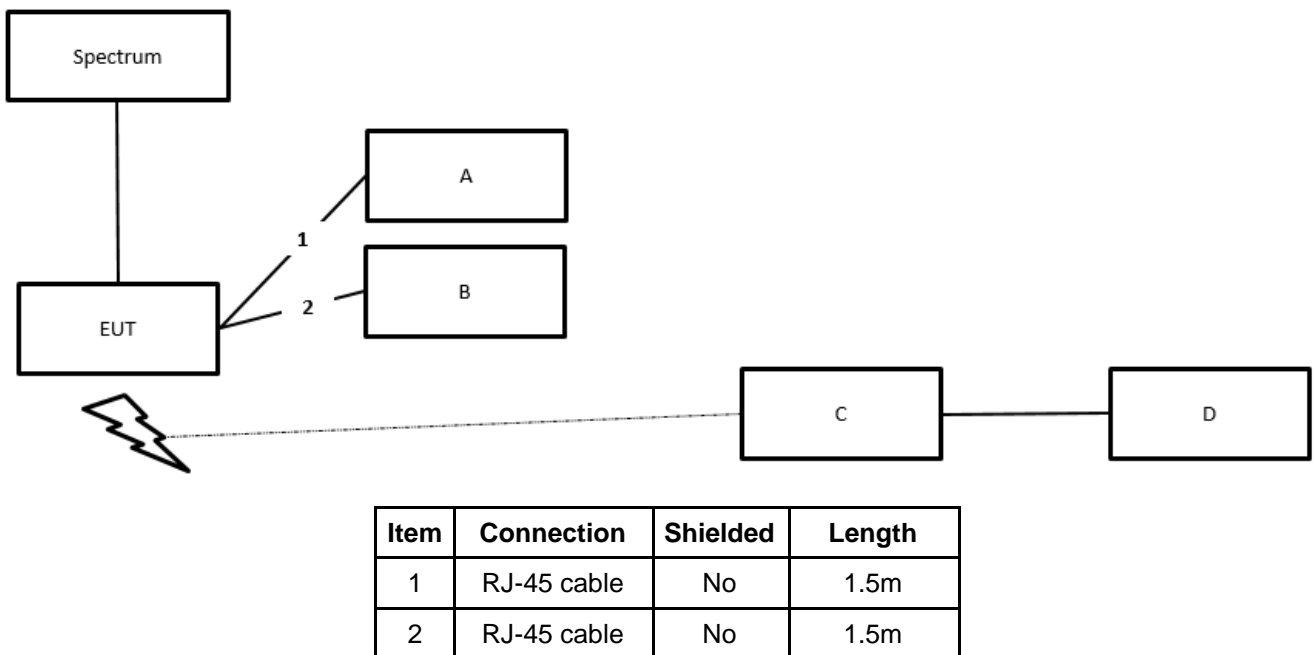 Spectrum
A
1
B
2
EUT
C
D
Item Connection Shielded Length
1 RJ-45 cable No 1.5m
2 RJ-45 cable No 1.5m